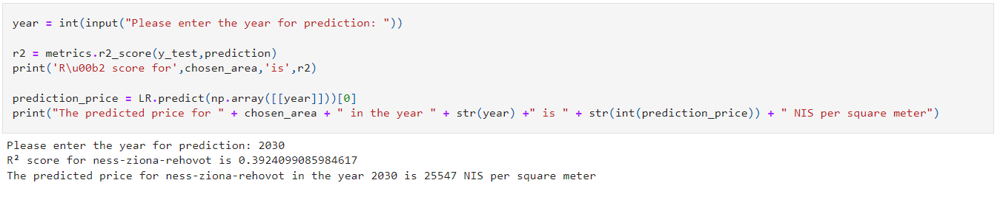 year = int(input("Please enter the year for prediction: "))
r2 = metrics.r2_score(y_test,prediction)
print('R\u00b2 score for',chosen_area,'is',r2)
prediction_price = LR.predict(np.array([[year]]))[0]
print("The predicted price for " + chosen_area + " in the year " + str(year) +" is " + str(int(prediction_price)) + " NIS per square meter")
Please enter the year for prediction: 2030
R² score for ness-ziona-rehovot is 0.3924099085984617
The predicted price for ness-ziona-rehovot in the year 2030 is 25547 NIS per square meter